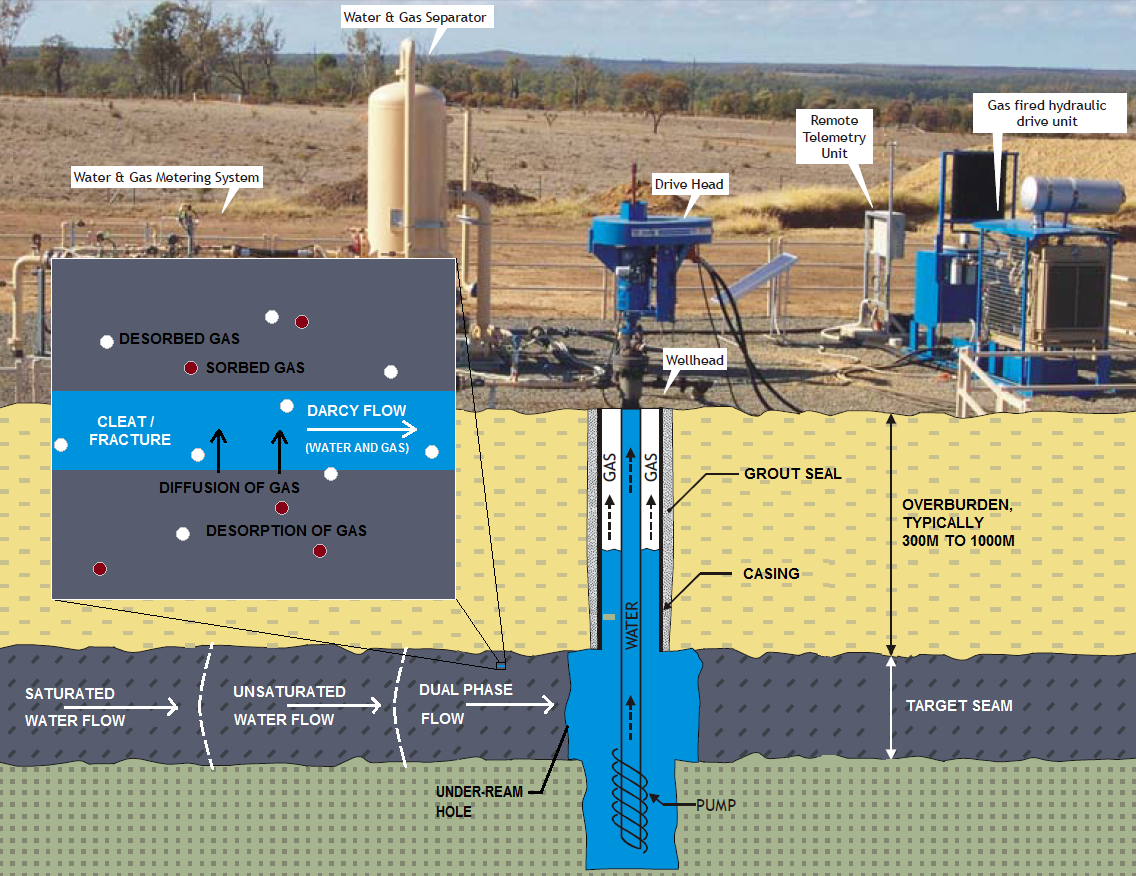 Water & Gas Separator
Gas fired hydraulic
drive unit
Remote
Telemetry
Unit
Water & Gas Metering System
Drive Head
Wellhead
DESORBED GAS
SORBED GAS
CLEAT /
FRACTURE
DARCY FLOW
(WATER AND GAS)
DIFFUSION OF GAS
DESORPTION OF GAS
GAS
GAS
WATER
GROUT SEAL
CASING
OVERBURDEN,
TYPICALLY
300M TO 1000M
SATURATED
WATER FLOW
UNSATURATED
WATER FLOW
DUAL PHASE
FLOW
TARGET SEAM
UNDER-REAM
HOLE
PUMP